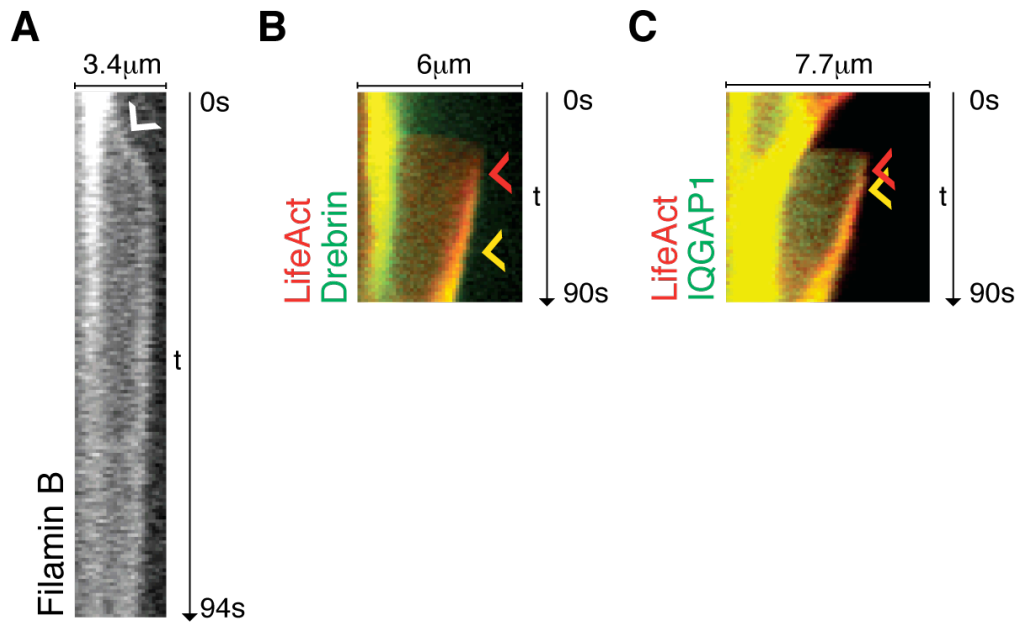 A
3.4μm
0s
t
94s
Filamin B
B
6μm
0s
t
90s
LifeAct
Drebrin
C
7.7μm
0s
t
90s
LifeAct
IQGAP1